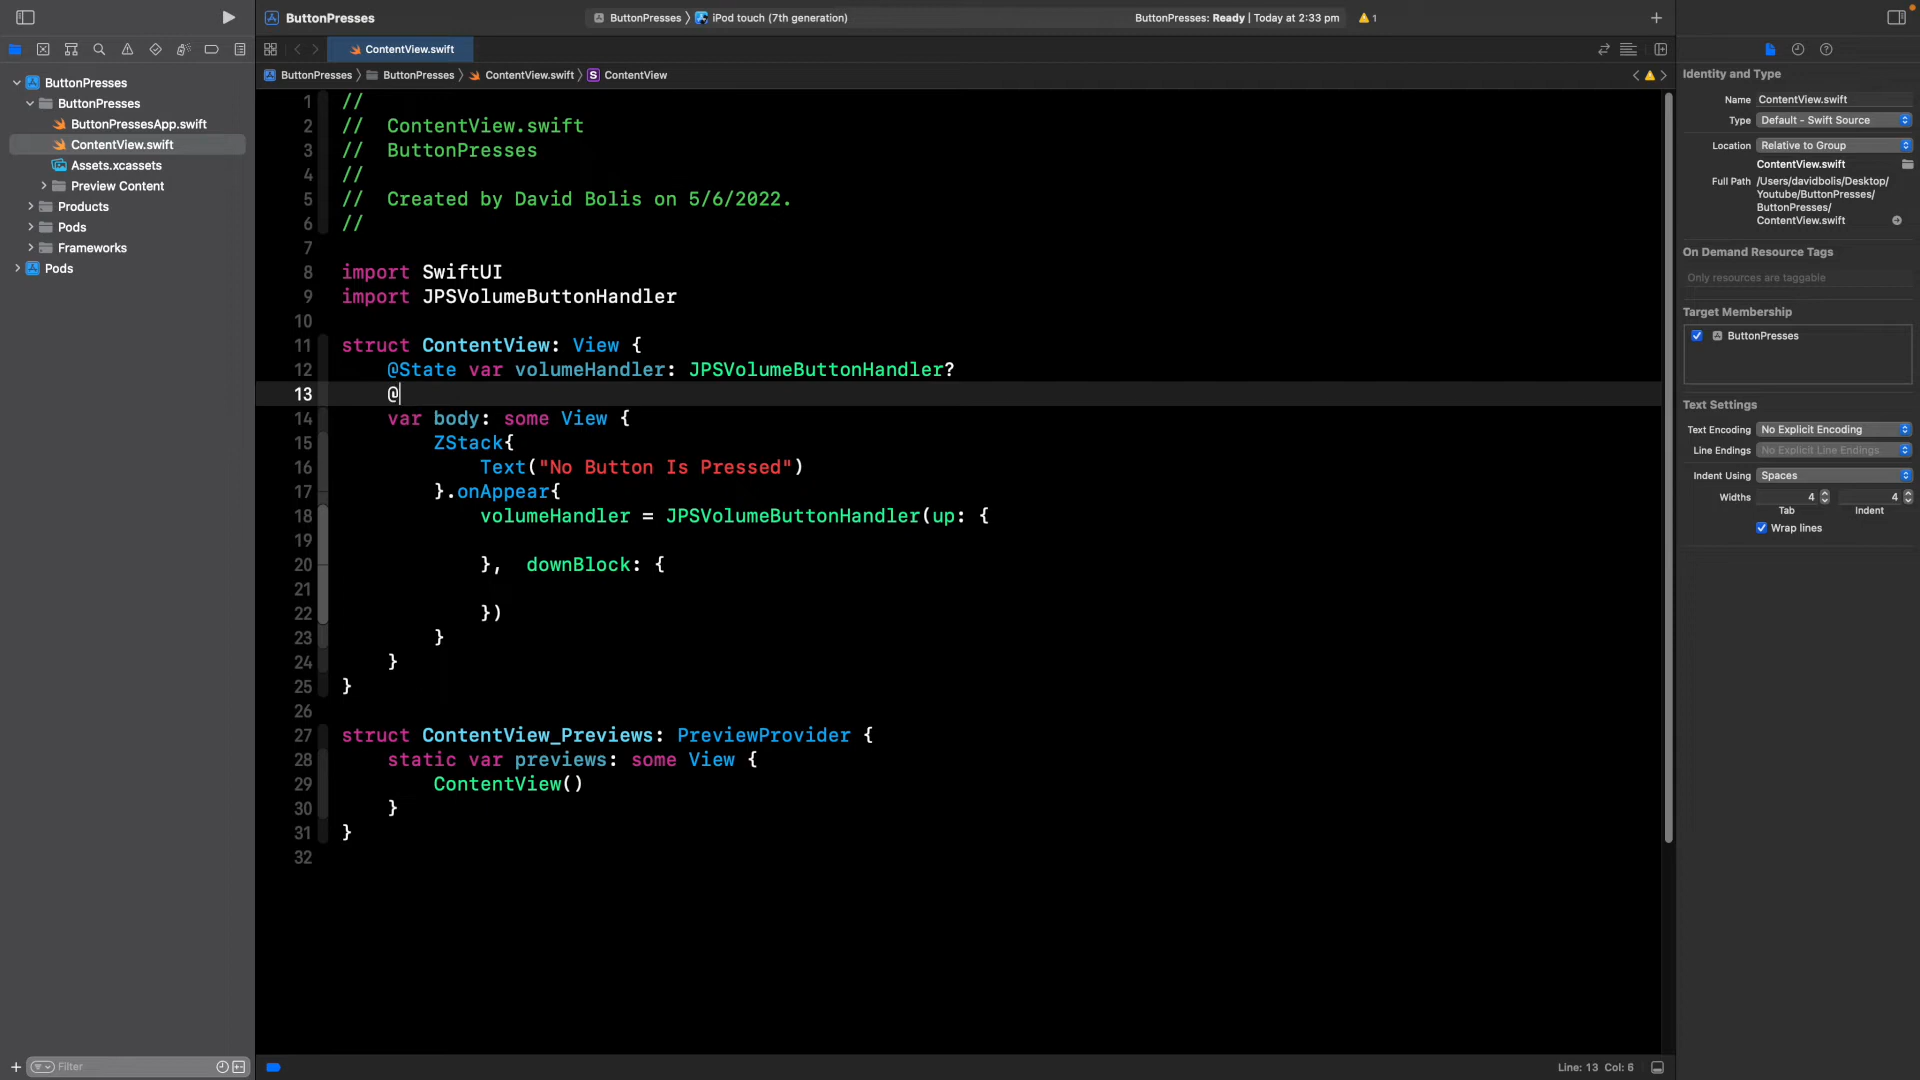 ButtonPresses
ButtonPresses 〉 iPod touch (7th generation)
ButtonPresses: Ready | Today at 2:33 pm
1
ContentView.swift
ButtonPresses 〉 ButtonPresses 〉 ContentView.swift 〉 S ContentView
ButtonPresses
ButtonPresses
ButtonPressesApp.swift
ContentView.swift
Assets.xcassets
Preview Content
Products
Pods
Frameworks
Pods
Filter
1 //
2 //  ContentView.swift
3 //  ButtonPresses
4 //
5 //  Created by David Bolis on 5/6/2022.
6 //
7
8 import SwiftUI
9 import JPSVolumeButtonHandler
10
11 struct ContentView: View {
12     @State var volumeHandler: JPSVolumeButtonHandler?
13     @
14     var body: some View {
15         ZStack{
16             Text("No Button Is Pressed")
17         }.onAppear{
18             volumeHandler = JPSVolumeButtonHandler(up: {
19
20             },  downBlock: {
21
22             })
23         }
24     }
25 }
26
27 struct ContentView_Previews: PreviewProvider {
28     static var previews: some View {
29         ContentView()
30     }
31 }
32
Line: 13 Col: 6
Identity and Type
Name ContentView.swift
Type Default - Swift Source
Location Relative to Group
ContentView.swift
Full Path /Users/davidbolis/Desktop/
Youtube/ButtonPresses/
ButtonPresses/
ContentView.swift
On Demand Resource Tags
Only resources are taggable
Target Membership
ButtonPresses
Text Settings
Text Encoding No Explicit Encoding
Line Endings No Explicit Line Endings
Indent Using Spaces
Widths 4 4
Tab Indent
Wrap lines